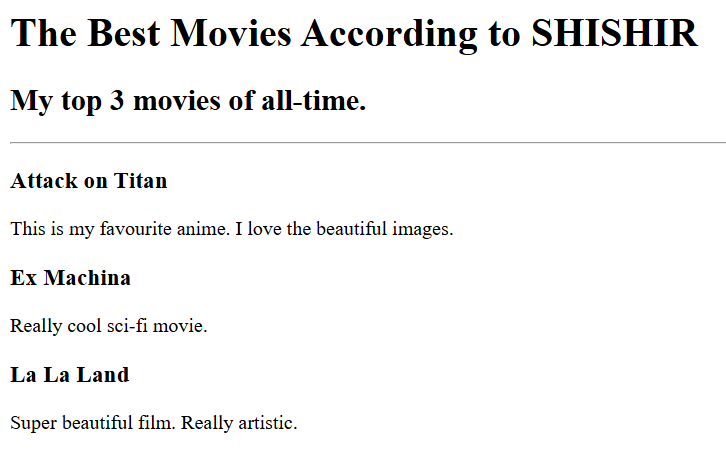 The Best Movies According to SHISHIR
My top 3 movies of all-time.
Attack on Titan
This is my favourite anime. I love the beautiful images.
Ex Machina
Really cool sci-fi movie.
La La Land
Super beautiful film. Really artistic.